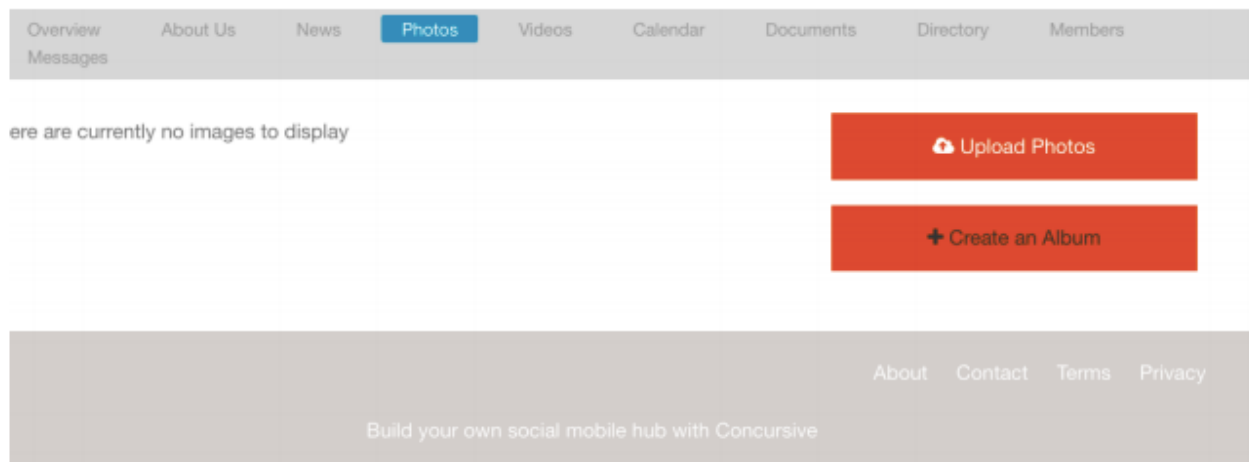 Overview About Us News Photos Videos Calendar Documents Directory Members
Messages
ere are currently no images to display
Upload Photos
Create an Album
About Contact Terms Privacy
Build your own social mobile hub with Concursive